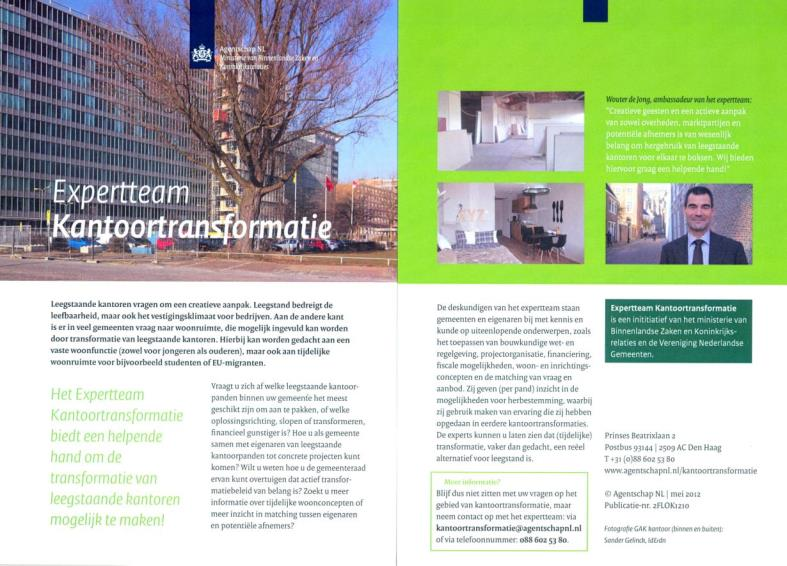 Agentschap NL
Ministerie van Binnenlandse Zaken en
Koninkrijksrelaties
Expertteam
Kantoortransformatie
Leegstaande kantoren vragen om een creatieve aanpak. Leegstand bedreigt de
leefbaarheid, maar ook het vestigingsklimaat voor bedrijven. Aan de andere kant
is er in veel gemeenten vraag naar woonruimte, die mogelijk ingevuld kan worden
door transformatie van leegstaande kantoren. Hierbij kan worden gedacht aan een
vaste woonfunctie (zowel voor jongeren als ouderen), maar ook aan tijdelijke
woonruimte voor bijvoorbeeld studenten of EU-migranten.
Het Expertteam
Kantoortransformatie
biedt een helpende
hand om de
transformatie van
leegstaande kantoren
mogelijk te maken!
Vraagt u zich af welke leegstaande kantoor-
panden binnen uw gemeente het meest
geschikt zijn om aan te pakken, of welke
oplossingsrichting, slopen of transformeren,
financieel gunstiger is? Hoe u als gemeente
samen met eigenaren van leegstaande
kantoorpanden tot concrete projecten kunt
komen? Wilt u weten hoe u de gemeenteraad
ervan kunt overtuigen dat actief transfor-
matiebeleid van belang is? Zoekt u meer
informatie over tijdelijke woonconcepten of
meer inzicht in matching tussen eigenaren
en potentiële afnemers?
Wouter de Jong, ambassadeur van het expertteam:
"Creatieve geesten en een actieve aanpak
van zowel overheden, marktpartijen en
potentiële afnemers is van wesenlijk
belang om hergebruik van leegstaande
kantoren voor elkaar te boksen. Wij bieden
hiervoor graag een helpende hand!"
XYZ
De deskundigen van het expertteam staan
gemeenten en eigenaren bij met kennis en
kunde op uiteenlopende onderwerpen, zoals
het toepassen van bouwkundige wet- en
regelgeving, projectorganisatie, financiering,
fiscale mogelijkheden, woon- en inrichtings-
concepten en de matching van vraag en
aanbod. Zij geven (per pand) inzicht in de
mogelijkheden voor herbestemming, waarbij
zij gebruik maken van ervaring die zij hebben
opgedaan in eerdere kantoortransformaties.
De experts kunnen u laten zien dat (tijdelijke)
transformatie, vaker dan gedacht, een reëel
alternatief voor leegstand is.
Meer informatie?
Blijf dus niet zitten met uw vragen op het
gebied van kantoortransformatie, maar
neem contact op met het expertteam: via
kantoortransformatie@agentschapnl.nl
of via telefoonnummer: 088 602 53 80.
Expertteam Kantoortransformatie
is een inititiatief van het ministerie van
Binnenlandse Zaken en Koninkrijks-
relaties en de Vereniging Nederlandse
Gemeenten.
Prinses Beatrixlaan 2
Postbus 93144 | 2509 AC Den Haag
T +31 (0)88 602 53 80
www.agentschapnl.nl/kantoortransformatie
© Agentschap NL | mei 2012
Publicatie-nr. 2FLOK1210
Fotografie GAK kantoor (binnen en buiten):
Sander Gelinck, IdErdn